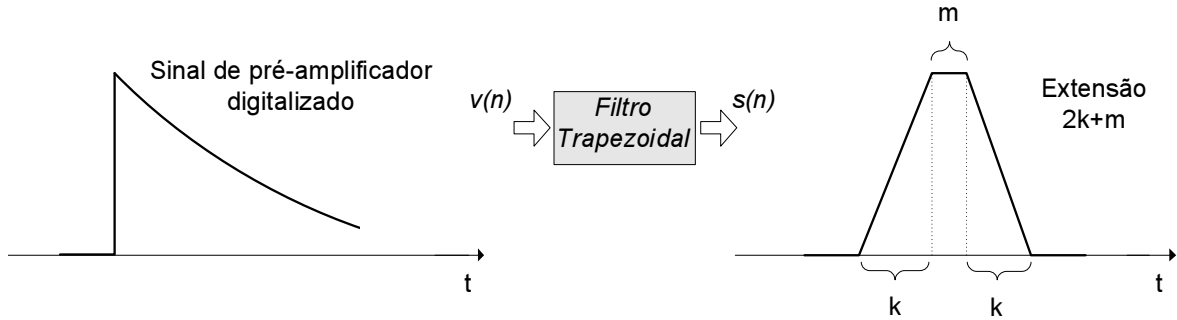 Sinal de pré-amplificador
digitalizado
t
v(n)
Filtro
Trapezoidal
s(n)
m
Extensão
2k+m
k
k
t